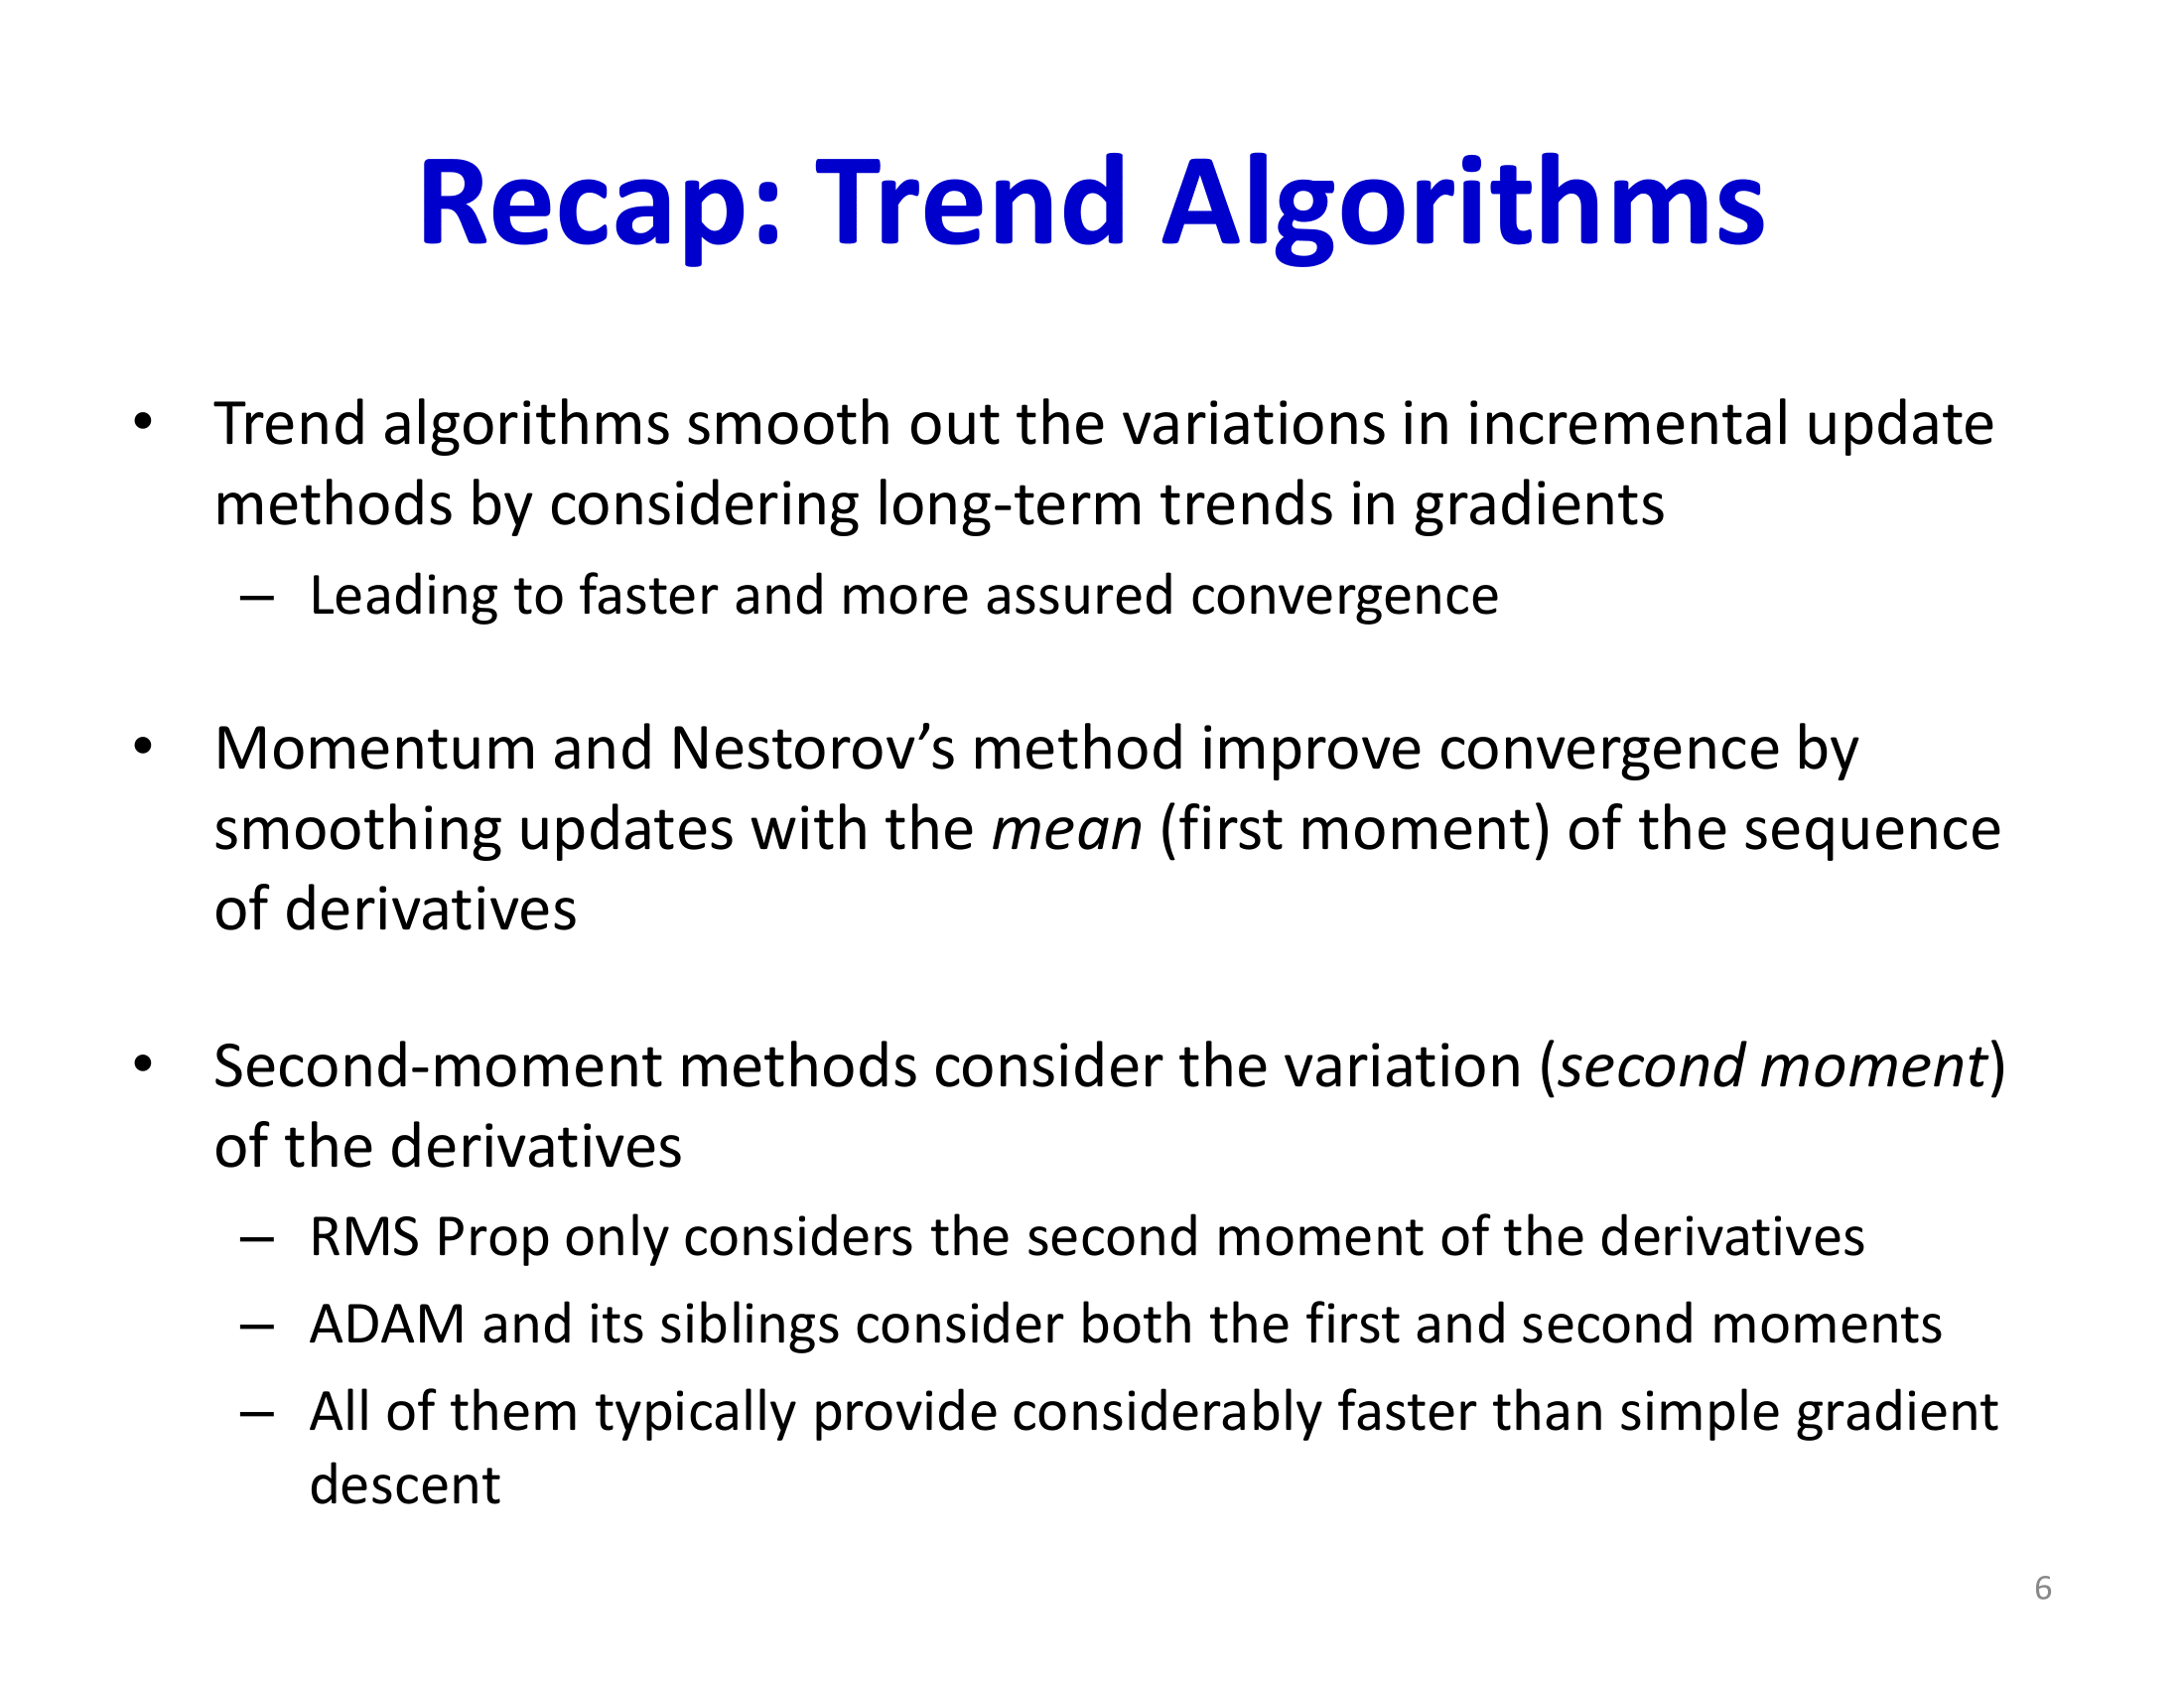 Recap: Trend Algorithms
• Trend algorithms smooth out the variations in incremental update
methods by considering long-term trends in gradients
– Leading to faster and more assured convergence
• Momentum and Nestorov’s method improve convergence by
smoothing updates with the mean (first moment) of the sequence
of derivatives
• Second-moment methods consider the variation (second moment)
of the derivatives
– RMS Prop only considers the second moment of the derivatives
– ADAM and its siblings consider both the first and second moments
– All of them typically provide considerably faster than simple gradient
descent
6